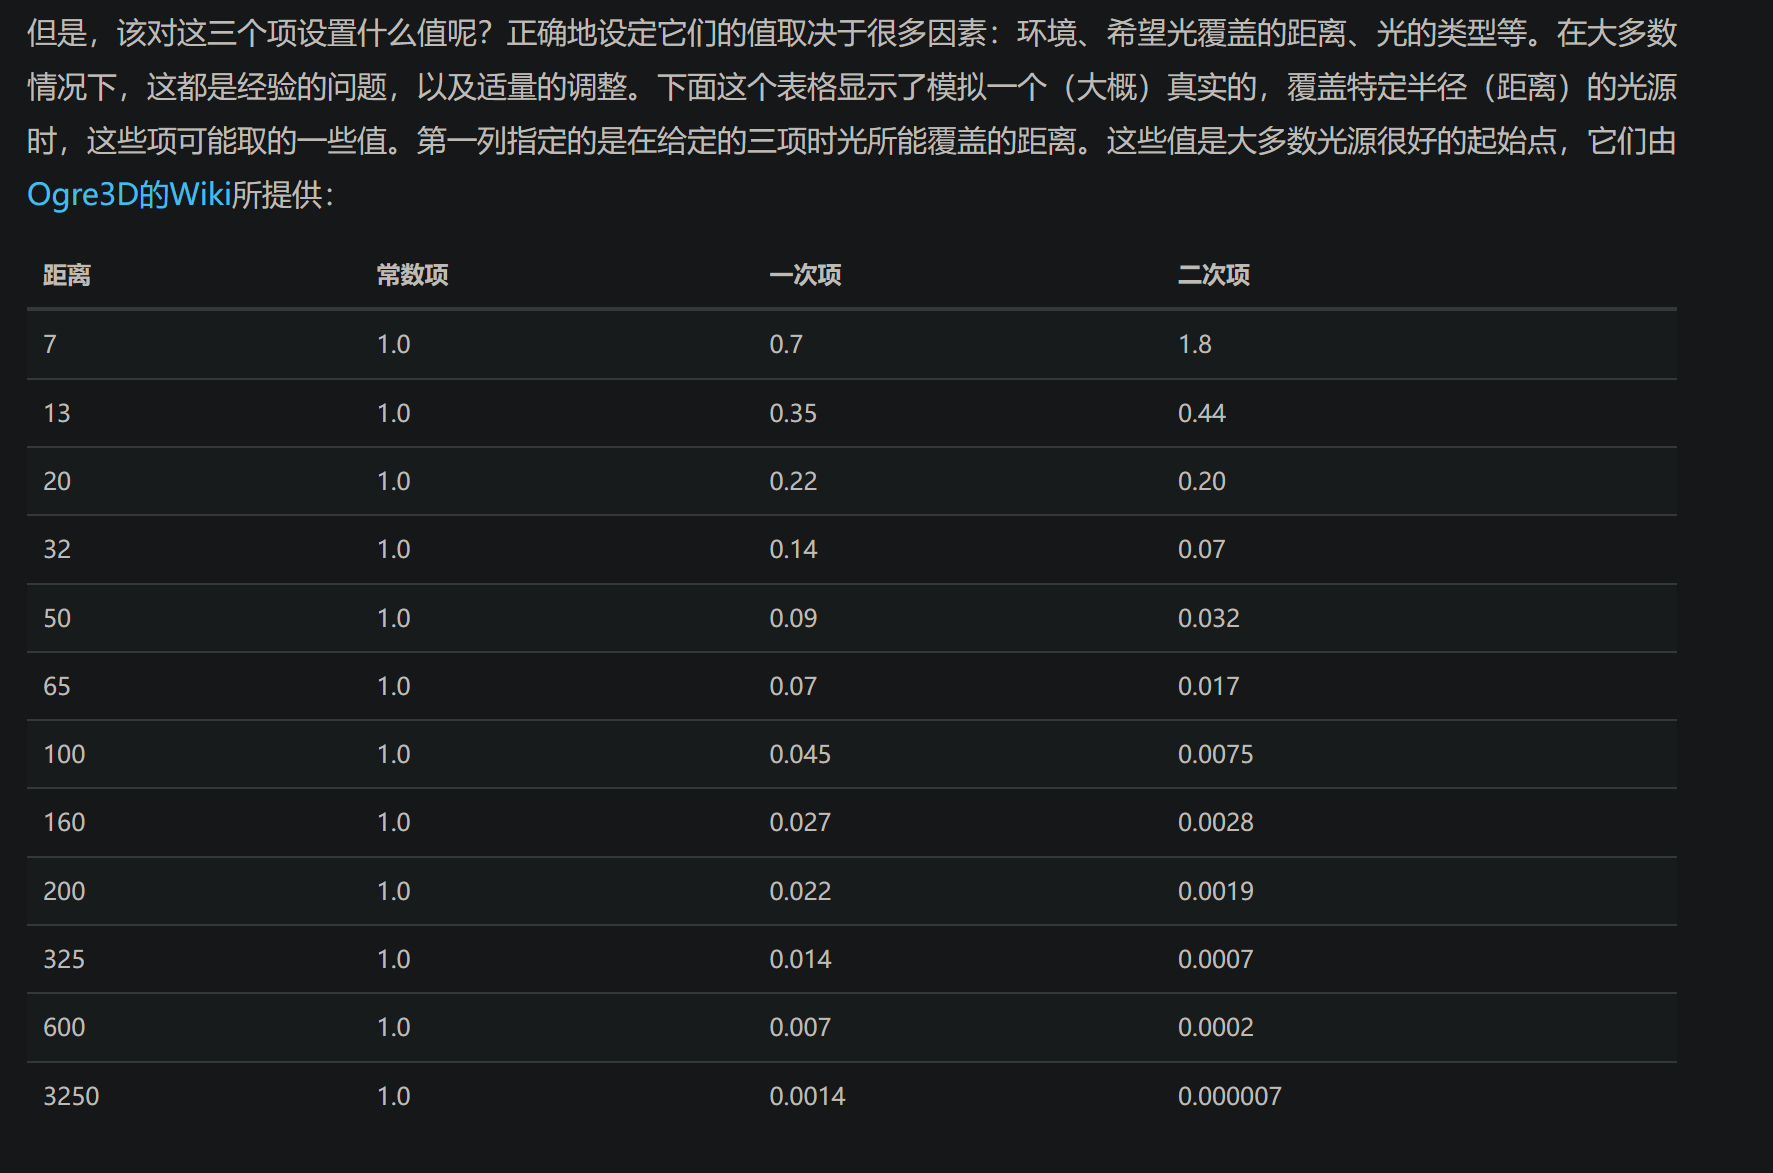 但是，该对这三个项设置什么值呢？正确地设定它们的值取决于很多因素：环境、希望光覆盖的距离、光的类型等。在大多数
情况下，这都是经验的问题，以及适量的调整。下面这个表格显示了模拟一个（大概）真实的，覆盖特定半径（距离）的光源
时，这些项可能取的一些值。第一列指定的是在给定的三项时光所能覆盖的距离。这些值是大多数光源很好的起始点，它们由
Ogre3D的Wiki所提供：
距离 常数项 一次项 二次项
7 1.0 0.7 1.8
13 1.0 0.35 0.44
20 1.0 0.22 0.20
32 1.0 0.14 0.07
50 1.0 0.09 0.032
65 1.0 0.07 0.017
100 1.0 0.045 0.0075
160 1.0 0.027 0.0028
200 1.0 0.022 0.0019
325 1.0 0.014 0.0007
600 1.0 0.007 0.0002
3250 1.0 0.0014 0.000007